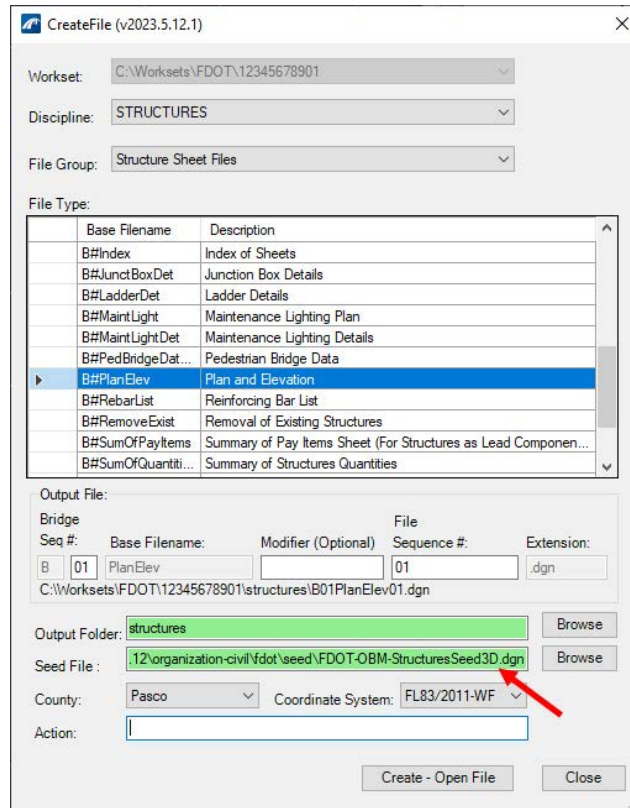 CreateFile (v2023.5.12.1)
Workset: C:\Worksets\FDOT\12345678901
Discipline: STRUCTURES
File Group: Structure Sheet Files
File Type:
Base Filename Description
B#Index Index of Sheets
B#JunctBoxDet Junction Box Details
B#LadderDet Ladder Details
B#MaintLight Maintenance Lighting Plan
B#MaintLightDet Maintenance Lighting Details
B#PedBridgeDat... Pedestrian Bridge Data
B#PlanElev Plan and Elevation
B#RebarList Reinforcing Bar List
B#RemoveExist Removal of Existing Structures
B#SumOfPayItems Summary of Pay Items Sheet (For Structures as Lead Componen...
B#SumOfQuantiti... Summary of Structures Quantities
Output File:
Bridge File
Seq #: Base Filename: Modifier (Optional) Sequence #: Extension:
B 01 PlanElev 01 .dgn
C:\Worksets\FDOT\12345678901\structures\B01PlanElev01.dgn
Output Folder: structures Browse
Seed File : .12\organization-civil\fdot\seed\FDOT-OBM-StructuresSeed3D.dgn Browse
County: Pasco Coordinate System: FL83/2011-WF
Action:
Create - Open File Close